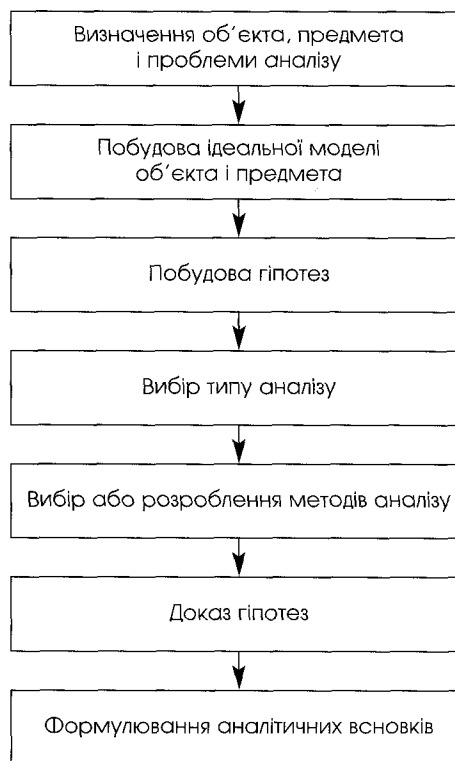 Визначення об'єкта, предмета
і проблеми аналізу
Побудова ідеальної моделі
об'єкта і предмета
Побудова гіпотез
Вибір типу аналізу
Вибір або розроблення методів аналізу
Доказ гіпотез
Формулювання аналітичних всновків